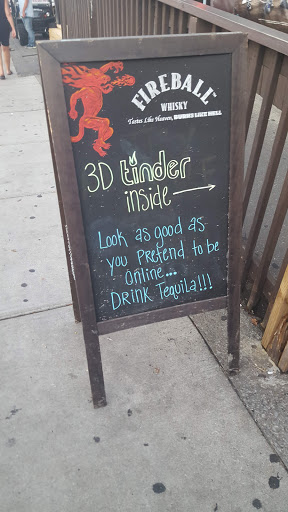 FIREBALL
WHISKY
Tastes Like Heaven, BURNS LIKE HELL
3D tinder
inside
Look as good as
you Pretend to be
Online...
DRink Tequila!!!